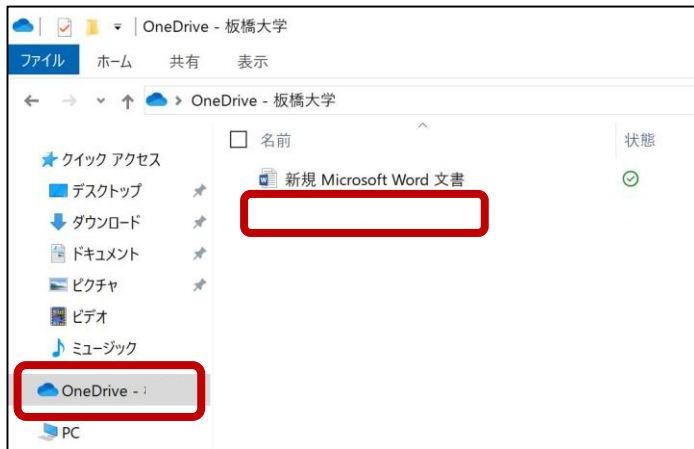 OneDrive - 板橋大学
ファイル ホーム 共有 表示
OneDrive - 板橋大学
名前 状態
クイック アクセス
新規 Microsoft Word 文書
デスクトップ
ダウンロード
ドキュメント
ピクチャ
ビデオ
ミュージック
OneDrive -
PC